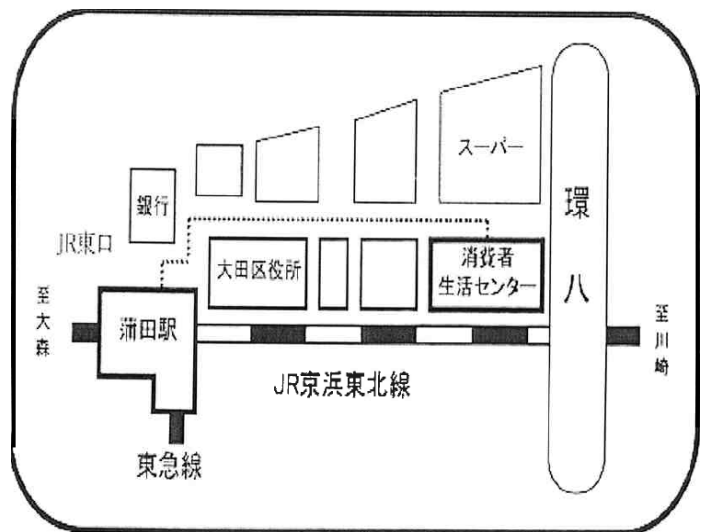 スーパー
銀行
環八
JR東口
大田区役所
消費者
生活センター
至大森
蒲田駅
至川崎
JR京浜東北線
東急線